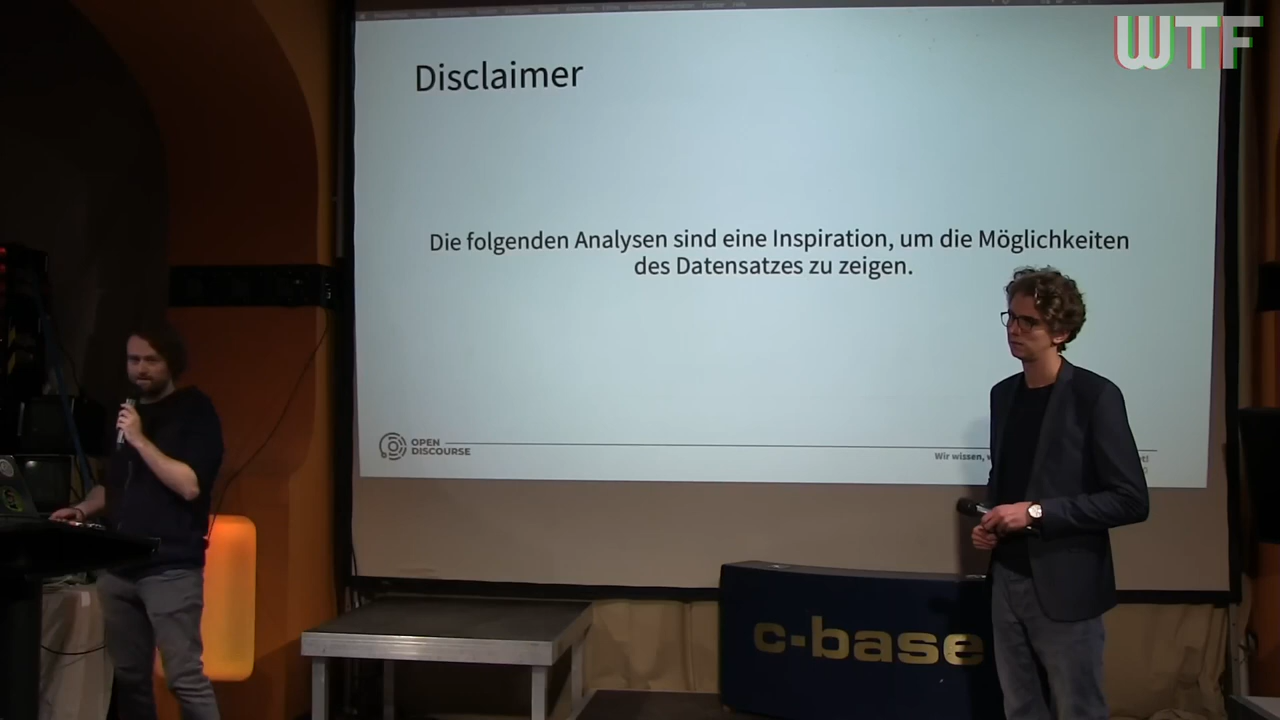 WTF
Disclaimer
Die folgenden Analysen sind eine Inspiration, um die Möglichkeiten
des Datensatzes zu zeigen.
OPEN
DISCOURSE
Wir wissen,
c-base